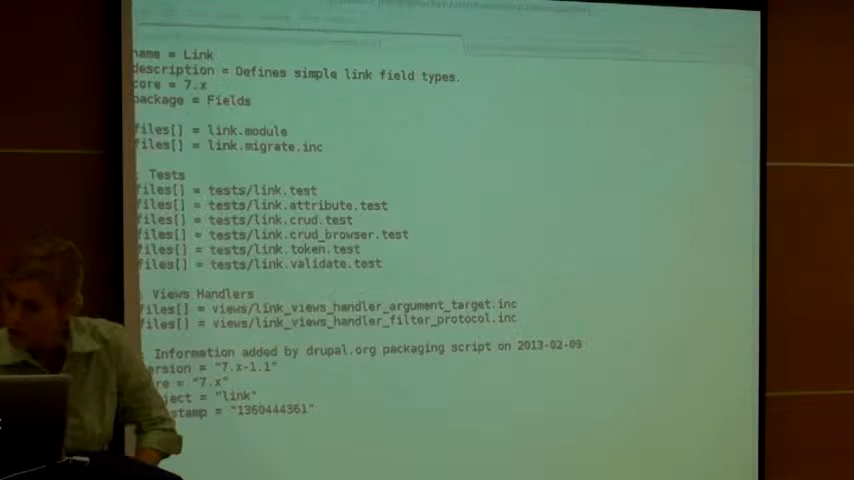 name = Link
description = Defines simple link field types.
core = 7.x
package = Fields
files[] = link.module
files[] = link.migrate.inc
; Tests
files[] = tests/link.test
files[] = tests/link.attribute.test
files[] = tests/link.crud.test
files[] = tests/link.crud_browser.test
files[] = tests/link.token.test
files[] = tests/link.validate.test
; Views Handlers
files[] = views/link_views_handler_argument_target.inc
files[] = views/link_views_handler_filter_protocol.inc
; Information added by drupal.org packaging script on 2013-02-09
ersion = "7.x-1.1"
re = "7.x"
ject = "link"
stamp = "1360444361"